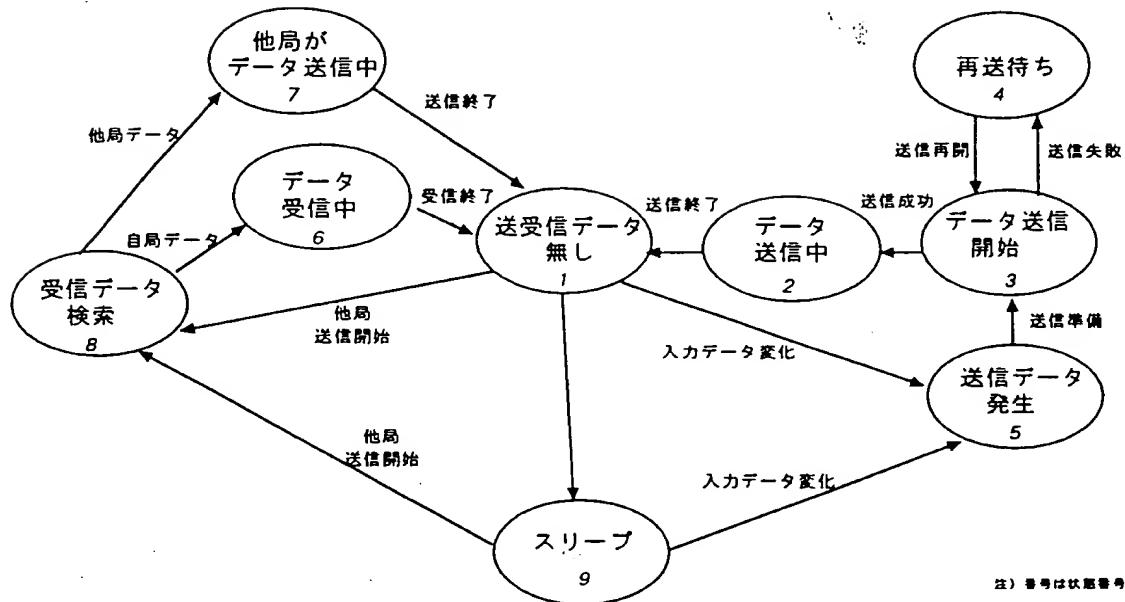 他局が
データ送信中
7
再送待ち
4
送信終了
他局データ
送信再開
送信失敗
データ
受信中
6
受信終了
送受信データ
無し
1
送信終了
データ
送信中
2
送信成功
データ送信
開始
3
自局データ
受信データ
検索
8
他局
送信開始
入力データ変化
送信準備
送信データ
発生
5
他局
送信開始
入力データ変化
スリープ
9
注）番号は状態番号